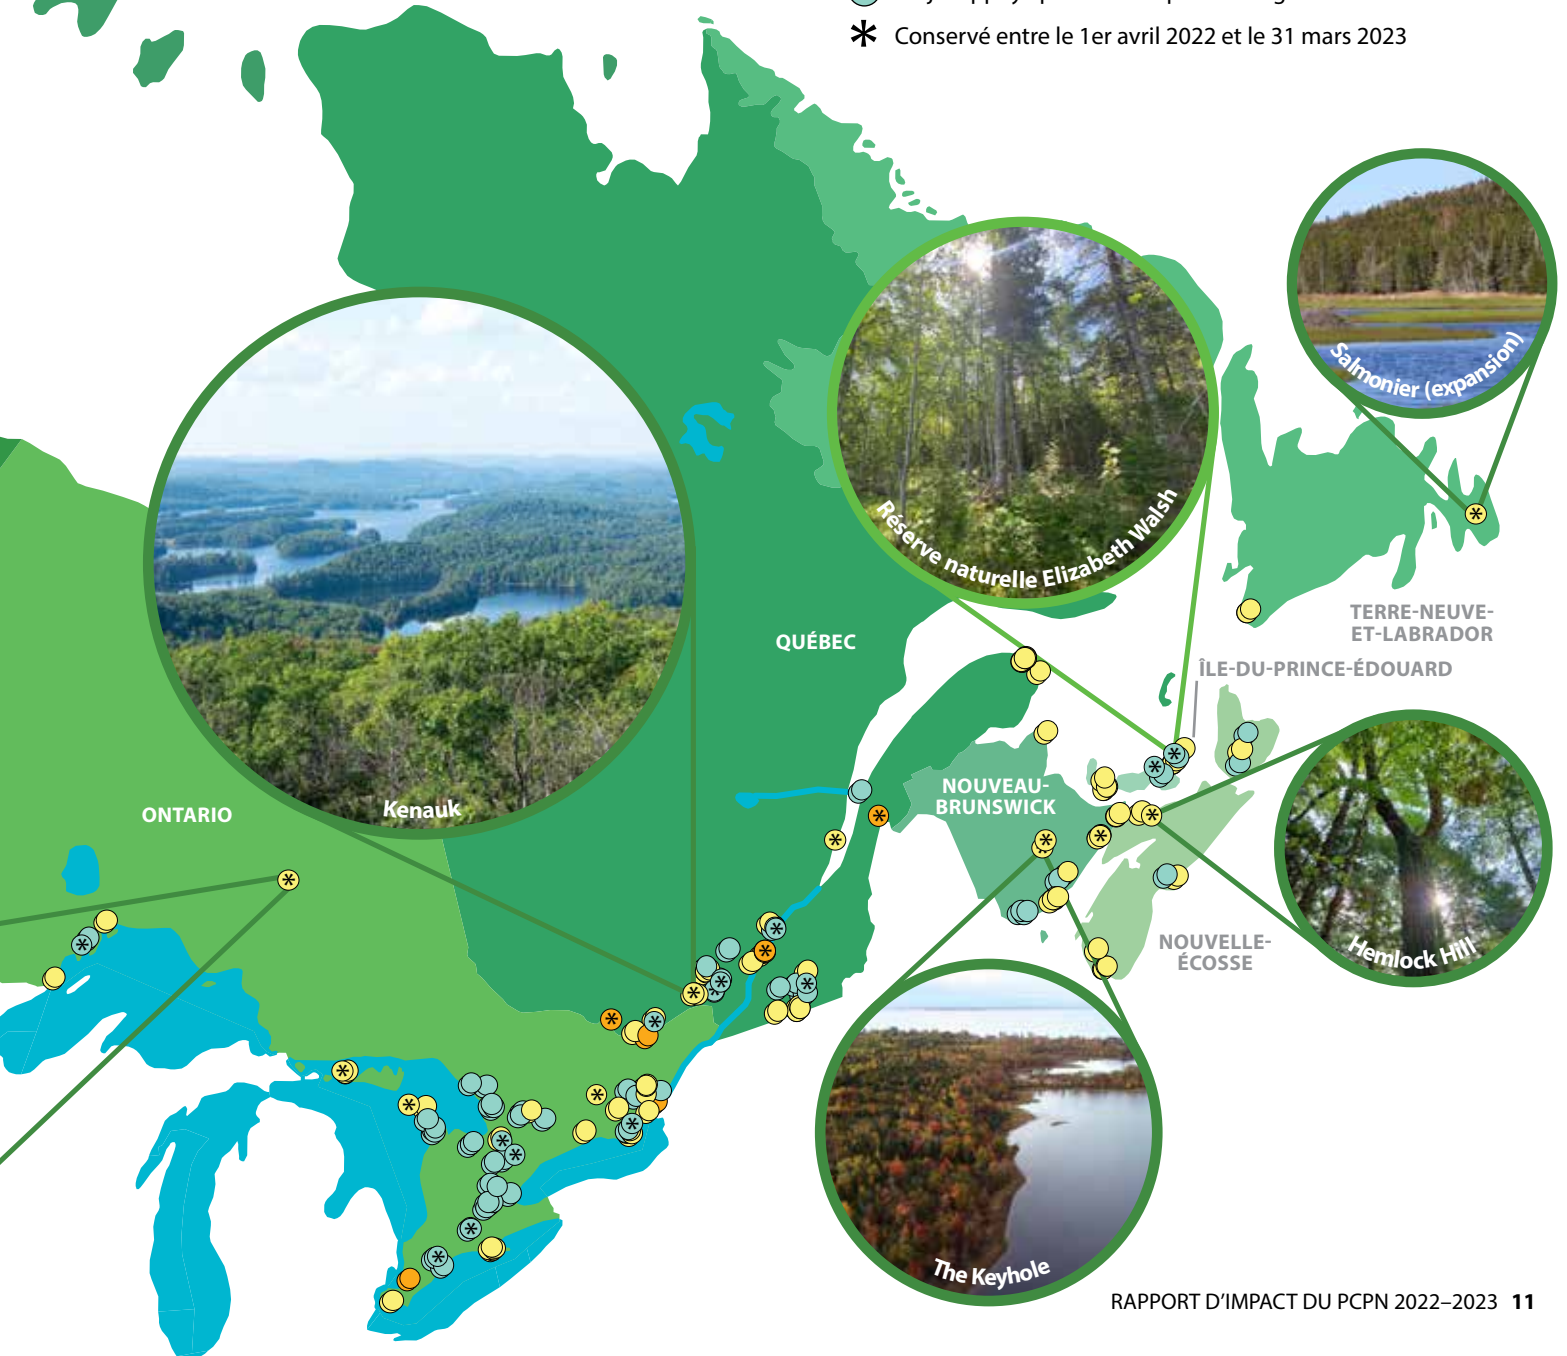 Conservé entre le 1er avril 2022 et le 31 mars 2023
Salmonier (expansion)
Réserve naturelle Elizabeth Walsh
TERRE-NEUVE-
ET-LABRADOR
QUÉBEC
ÎLE-DU-PRINCE-ÉDOUARD
NOUVEAU-
BRUNSWICK
ONTARIO
Kenauk
NOUVELLE-
ÉCOSSE
Hemlock Hill
The Keyhole
RAPPORT D'IMPACT DU PCPN 2022–2023 11